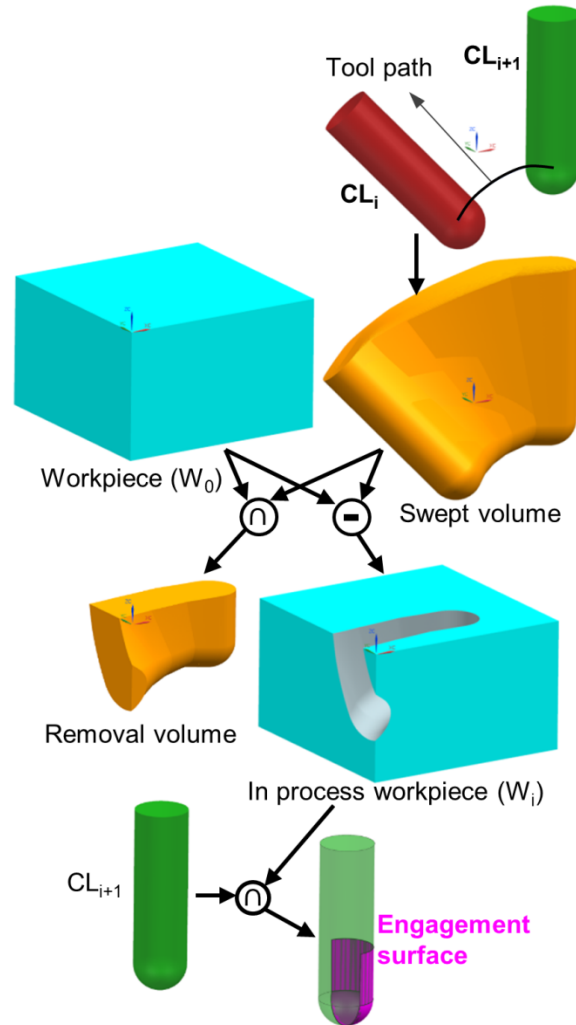 CLi+1
Tool path
CLi
Workpiece (W0)
Swept volume
∩
-
Removal volume
In process workpiece (Wi)
CLi+1
∩
Engagement
surface